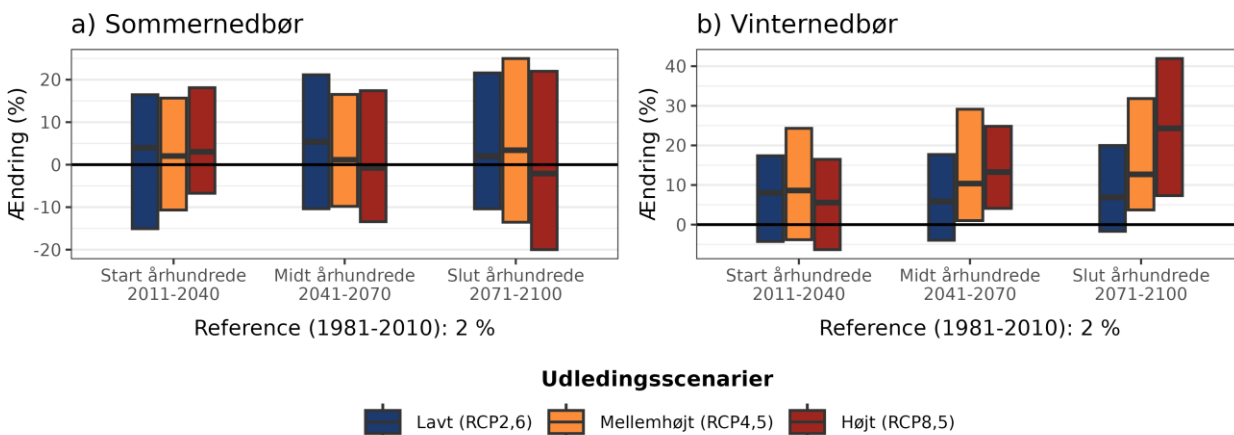 a) Sommernedbør
b) Vinternedbør
Ændring (%)
20
10
0
-10
-20
Start århundrede
2011-2040
Midt århundrede
2041-2070
Slut århundrede
2071-2100
Reference (1981-2010): 2 %
Ændring (%)
40
30
20
10
0
Start århundrede
2011-2040
Midt århundrede
2041-2070
Slut århundrede
2071-2100
Reference (1981-2010): 2 %
Udledingsscenarier
Lavt (RCP2,6)
Mellemhøjt (RCP4,5)
Højt (RCP8,5)